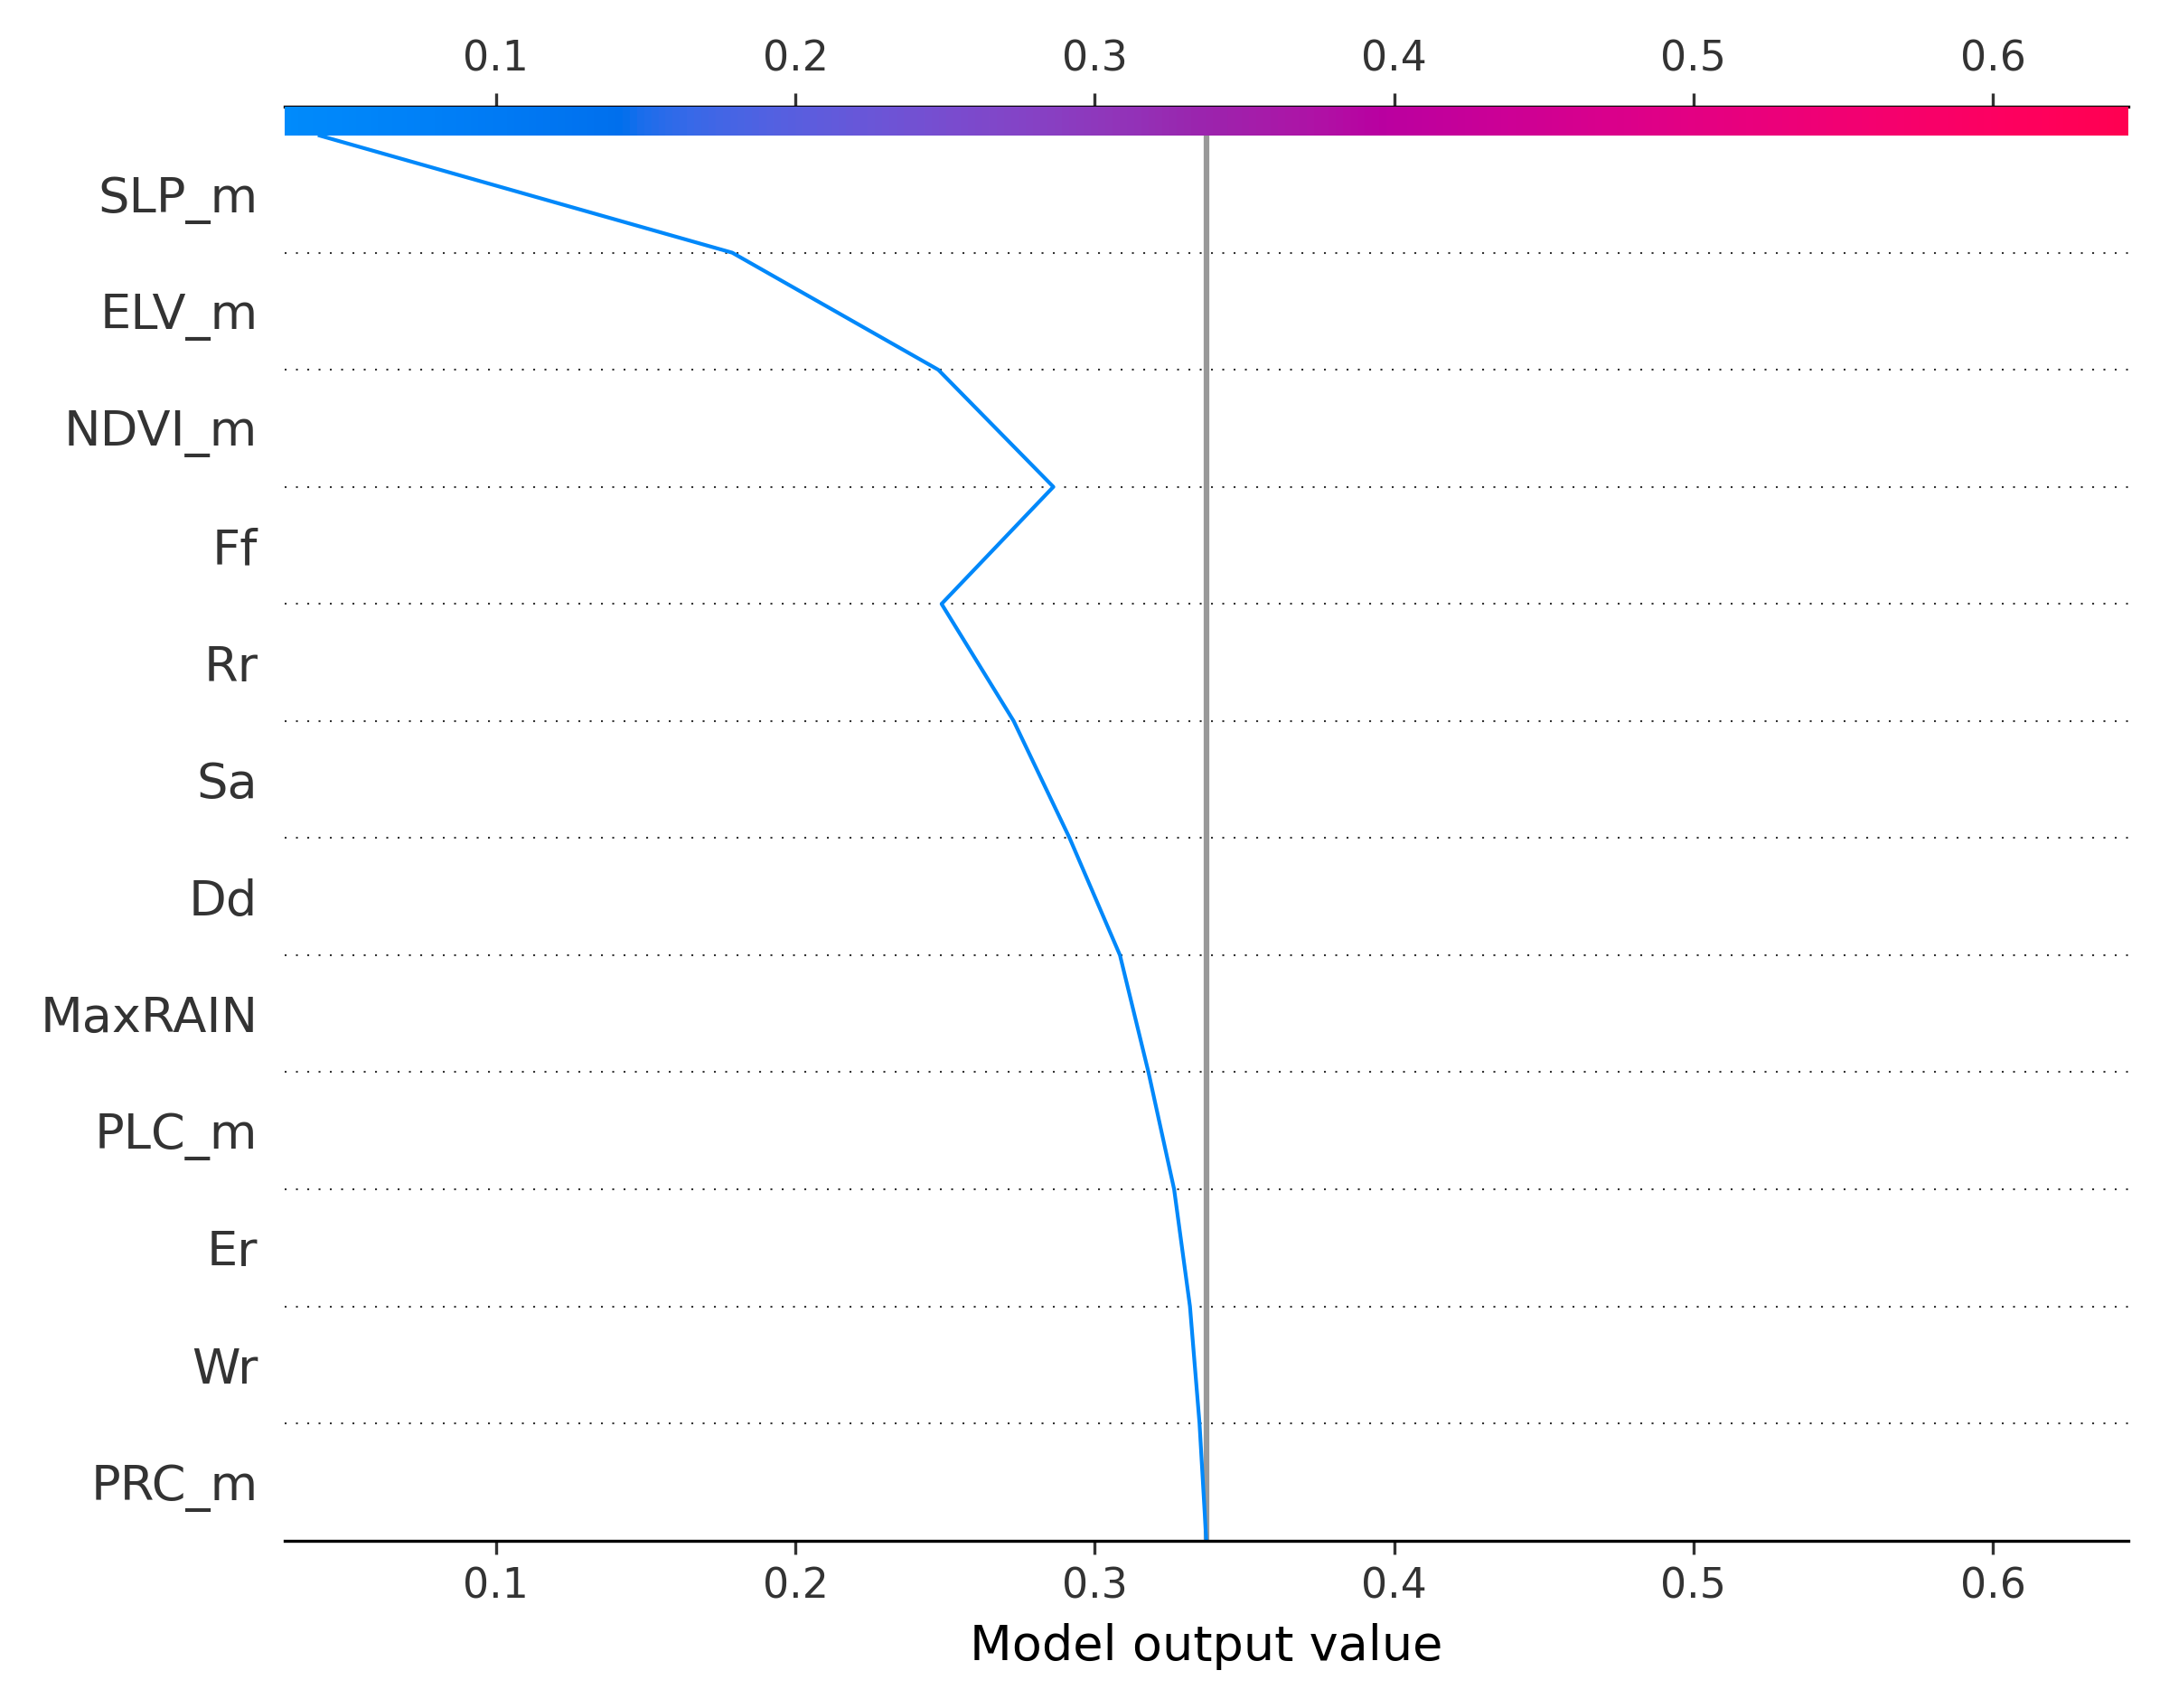 0.1 0.2 0.3 0.4 0.5 0.6
SLP_m
ELV_m
NDVI_m
Ff
Rr
Sa
Dd
MaxRAIN
PLC_m
Er
Wr
PRC_m
0.1 0.2 0.3 0.4 0.5 0.6
Model output value